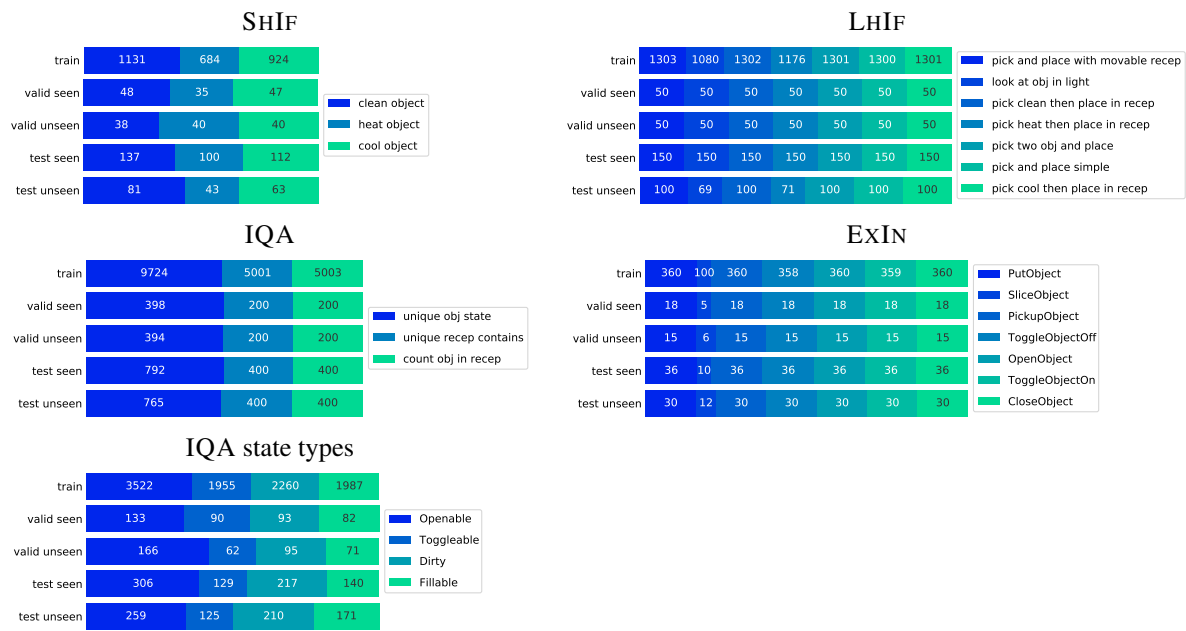 SHIF
train 1131 684 924
valid seen 48 35 47
valid unseen 38 40 40
test seen 137 100 112
test unseen 81 43 63
clean object
heat object
cool object
LHIF
train 1303 1080 1302 1176 1301 1300 1301
valid seen 50 50 50 50 50 50 50
valid unseen 50 50 50 50 50 50 50
test seen 150 150 150 150 150 150 150
test unseen 100 69 100 71 100 100 100
pick and place with movable recep
look at obj in light
pick clean then place in recep
pick heat then place in recep
pick two obj and place
pick and place simple
pick cool then place in recep
IQA
train 9724 5001 5003
valid seen 398 200 200
valid unseen 394 200 200
test seen 792 400 400
test unseen 765 400 400
unique obj state
unique recep contains
count obj in recep
EXIN
train 360 100 360 358 360 359 360
valid seen 18 5 18 18 18 18 18
valid unseen 15 6 15 15 15 15 15
test seen 36 10 36 36 36 36 36
test unseen 30 12 30 30 30 30 30
PutObject
SliceObject
PickupObject
ToggleObjectOff
OpenObject
ToggleObjectOn
CloseObject
IQA state types
train 3522 1955 2260 1987
valid seen 133 90 93 82
valid unseen 166 62 95 71
test seen 306 129 217 140
test unseen 259 125 210 171
Openable
Toggleable
Dirty
Fillable